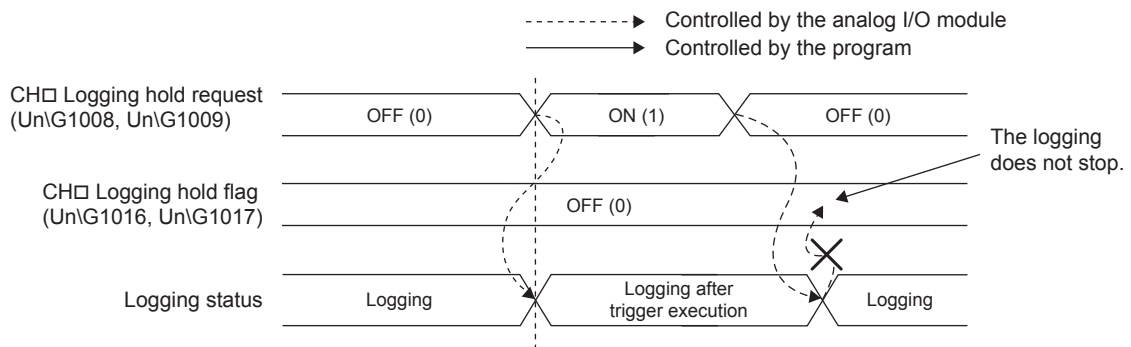 Controlled by the analog I/O module
Controlled by the program
CH□ Logging hold request
(Un\G1008, Un\G1009)
OFF (0)
ON (1)
OFF (0)
The logging
does not stop.
CH□ Logging hold flag
(Un\G1016, Un\G1017)
OFF (0)
Logging status
Logging
Logging after
trigger execution
Logging